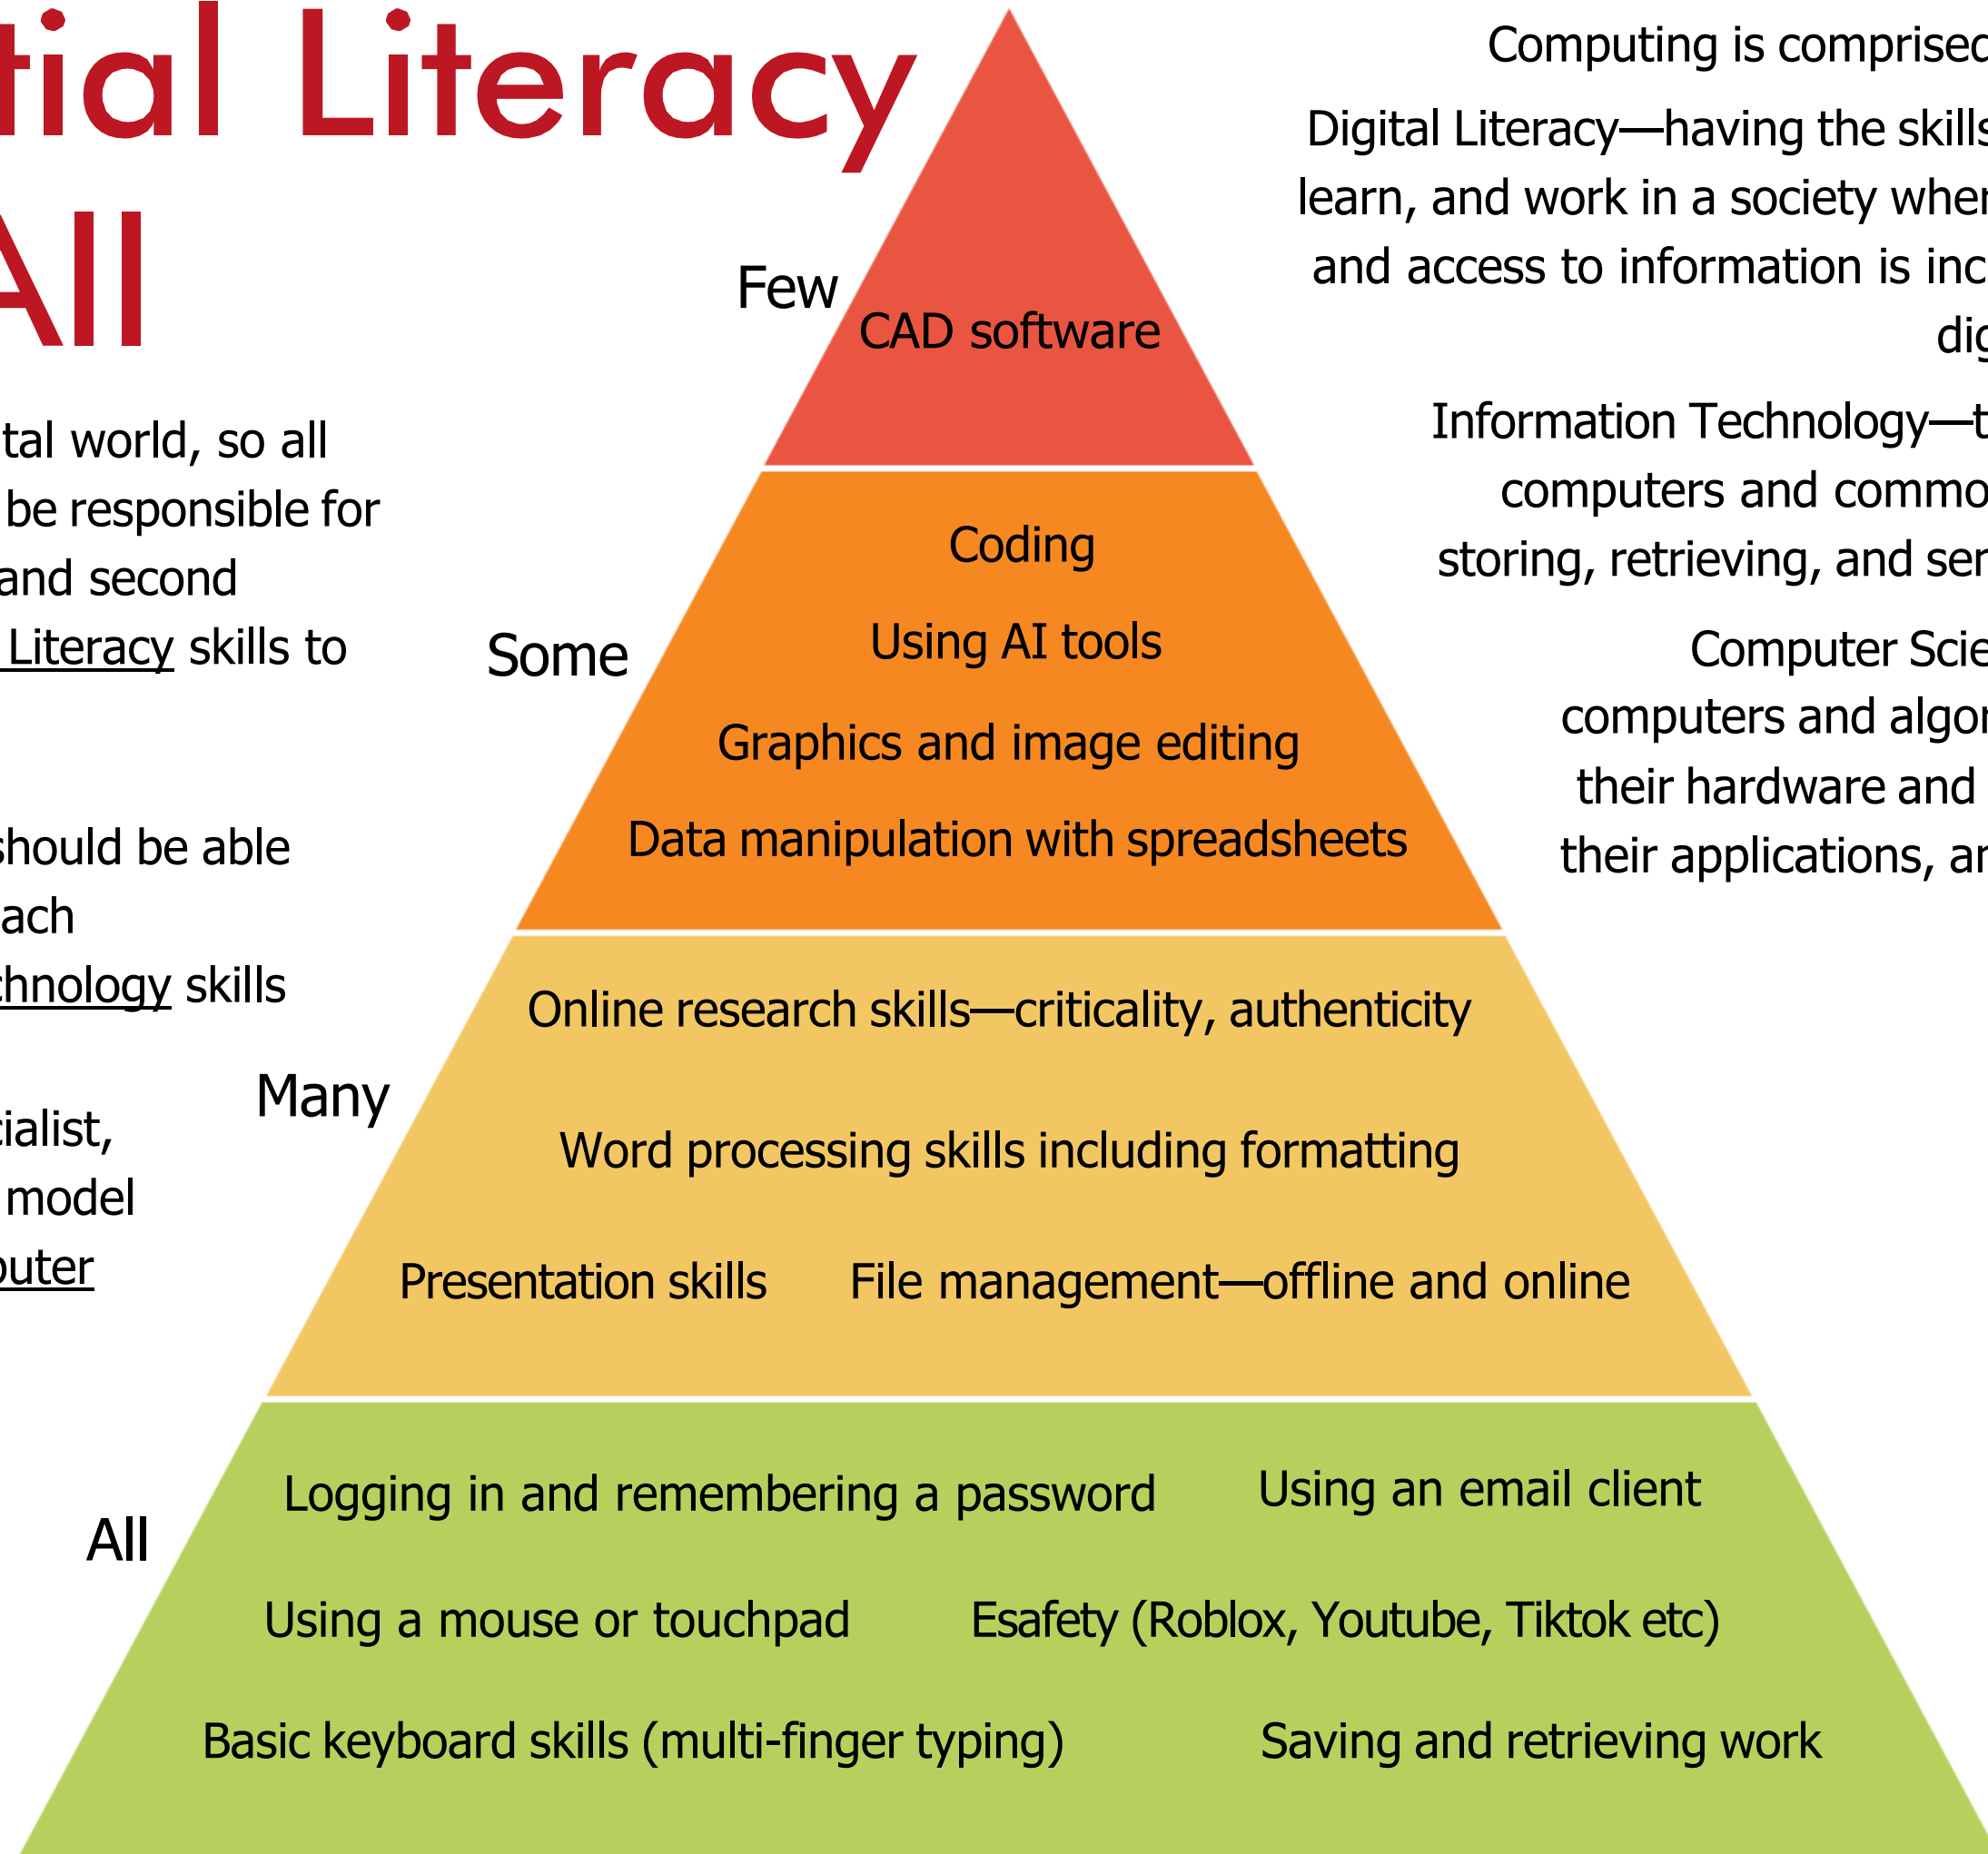 tial Literacy
All
tal world, so all
be responsible for
and second
Literacy skills to
should be able
ach
chnology skills
cialist,
model
puter
Few
CAD software
Some
Coding
Using AI tools
Graphics and image editing
Data manipulation with spreadsheets
Many
Online research skills—criticality, authenticity
Word processing skills including formatting
Presentation skills File management—offline and online
All
Logging in and remembering a password Using an email client
Using a mouse or touchpad Esafety (Roblox, Youtube, Tiktok etc)
Basic keyboard skills (multi-finger typing) Saving and retrieving work
Computing is comprised
Digital Literacy—having the skills
learn, and work in a society wher
and access to information is inc
dig
Information Technology—t
computers and commo
storing, retrieving, and ser
Computer Scie
computers and algor
their hardware and
their applications, an